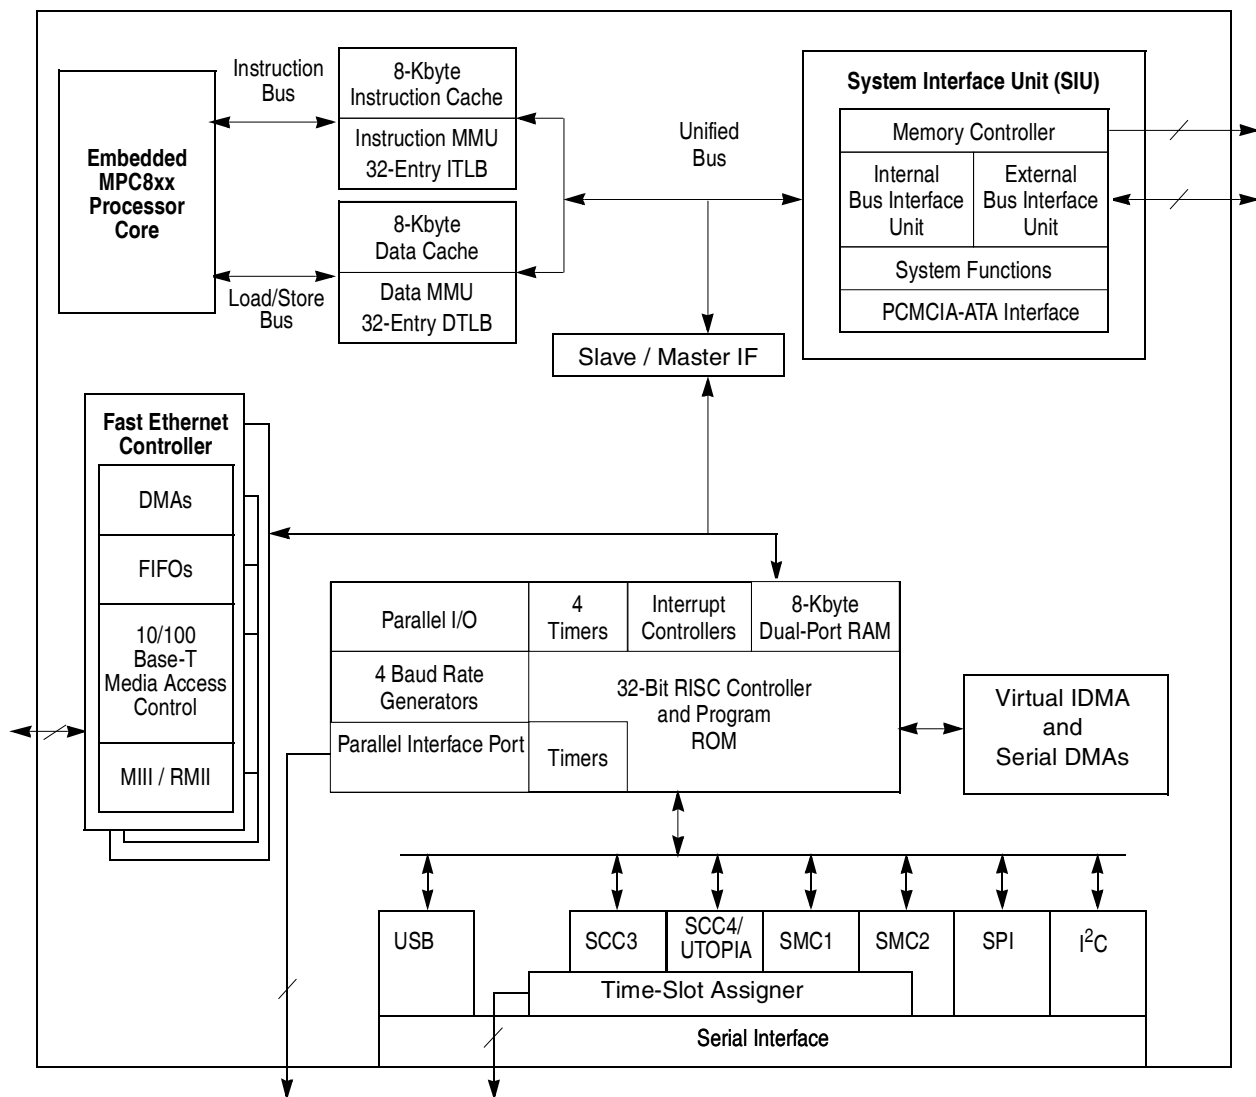 Embedded
MPC8xx
Processor
Core
Instruction
Bus
Load/Store
Bus
8-Kbyte
Instruction Cache
Instruction MMU
32-Entry ITLB
8-Kbyte
Data Cache
Data MMU
32-Entry DTLB
Unified
Bus
System Interface Unit (SIU)
Memory Controller
Internal
Bus Interface
Unit
External
Bus Interface
Unit
System Functions
PCMCIA-ATA Interface
Slave / Master IF
Fast Ethernet
Controller
DMAs
FIFOs
10/100
Base-T
Media Access
Control
MIII / RMII
Parallel I/O
4
Timers
Interrupt
Controllers
8-Kbyte
Dual-Port RAM
4 Baud Rate
Generators
32-Bit RISC Controller
and Program
ROM
Parallel Interface Port
Timers
Virtual IDMA
and
Serial DMAs
USB
SCC3
SCC4/
UTOPIA
SMC1
SMC2
SPI
I²C
Time-Slot Assigner
Serial Interface